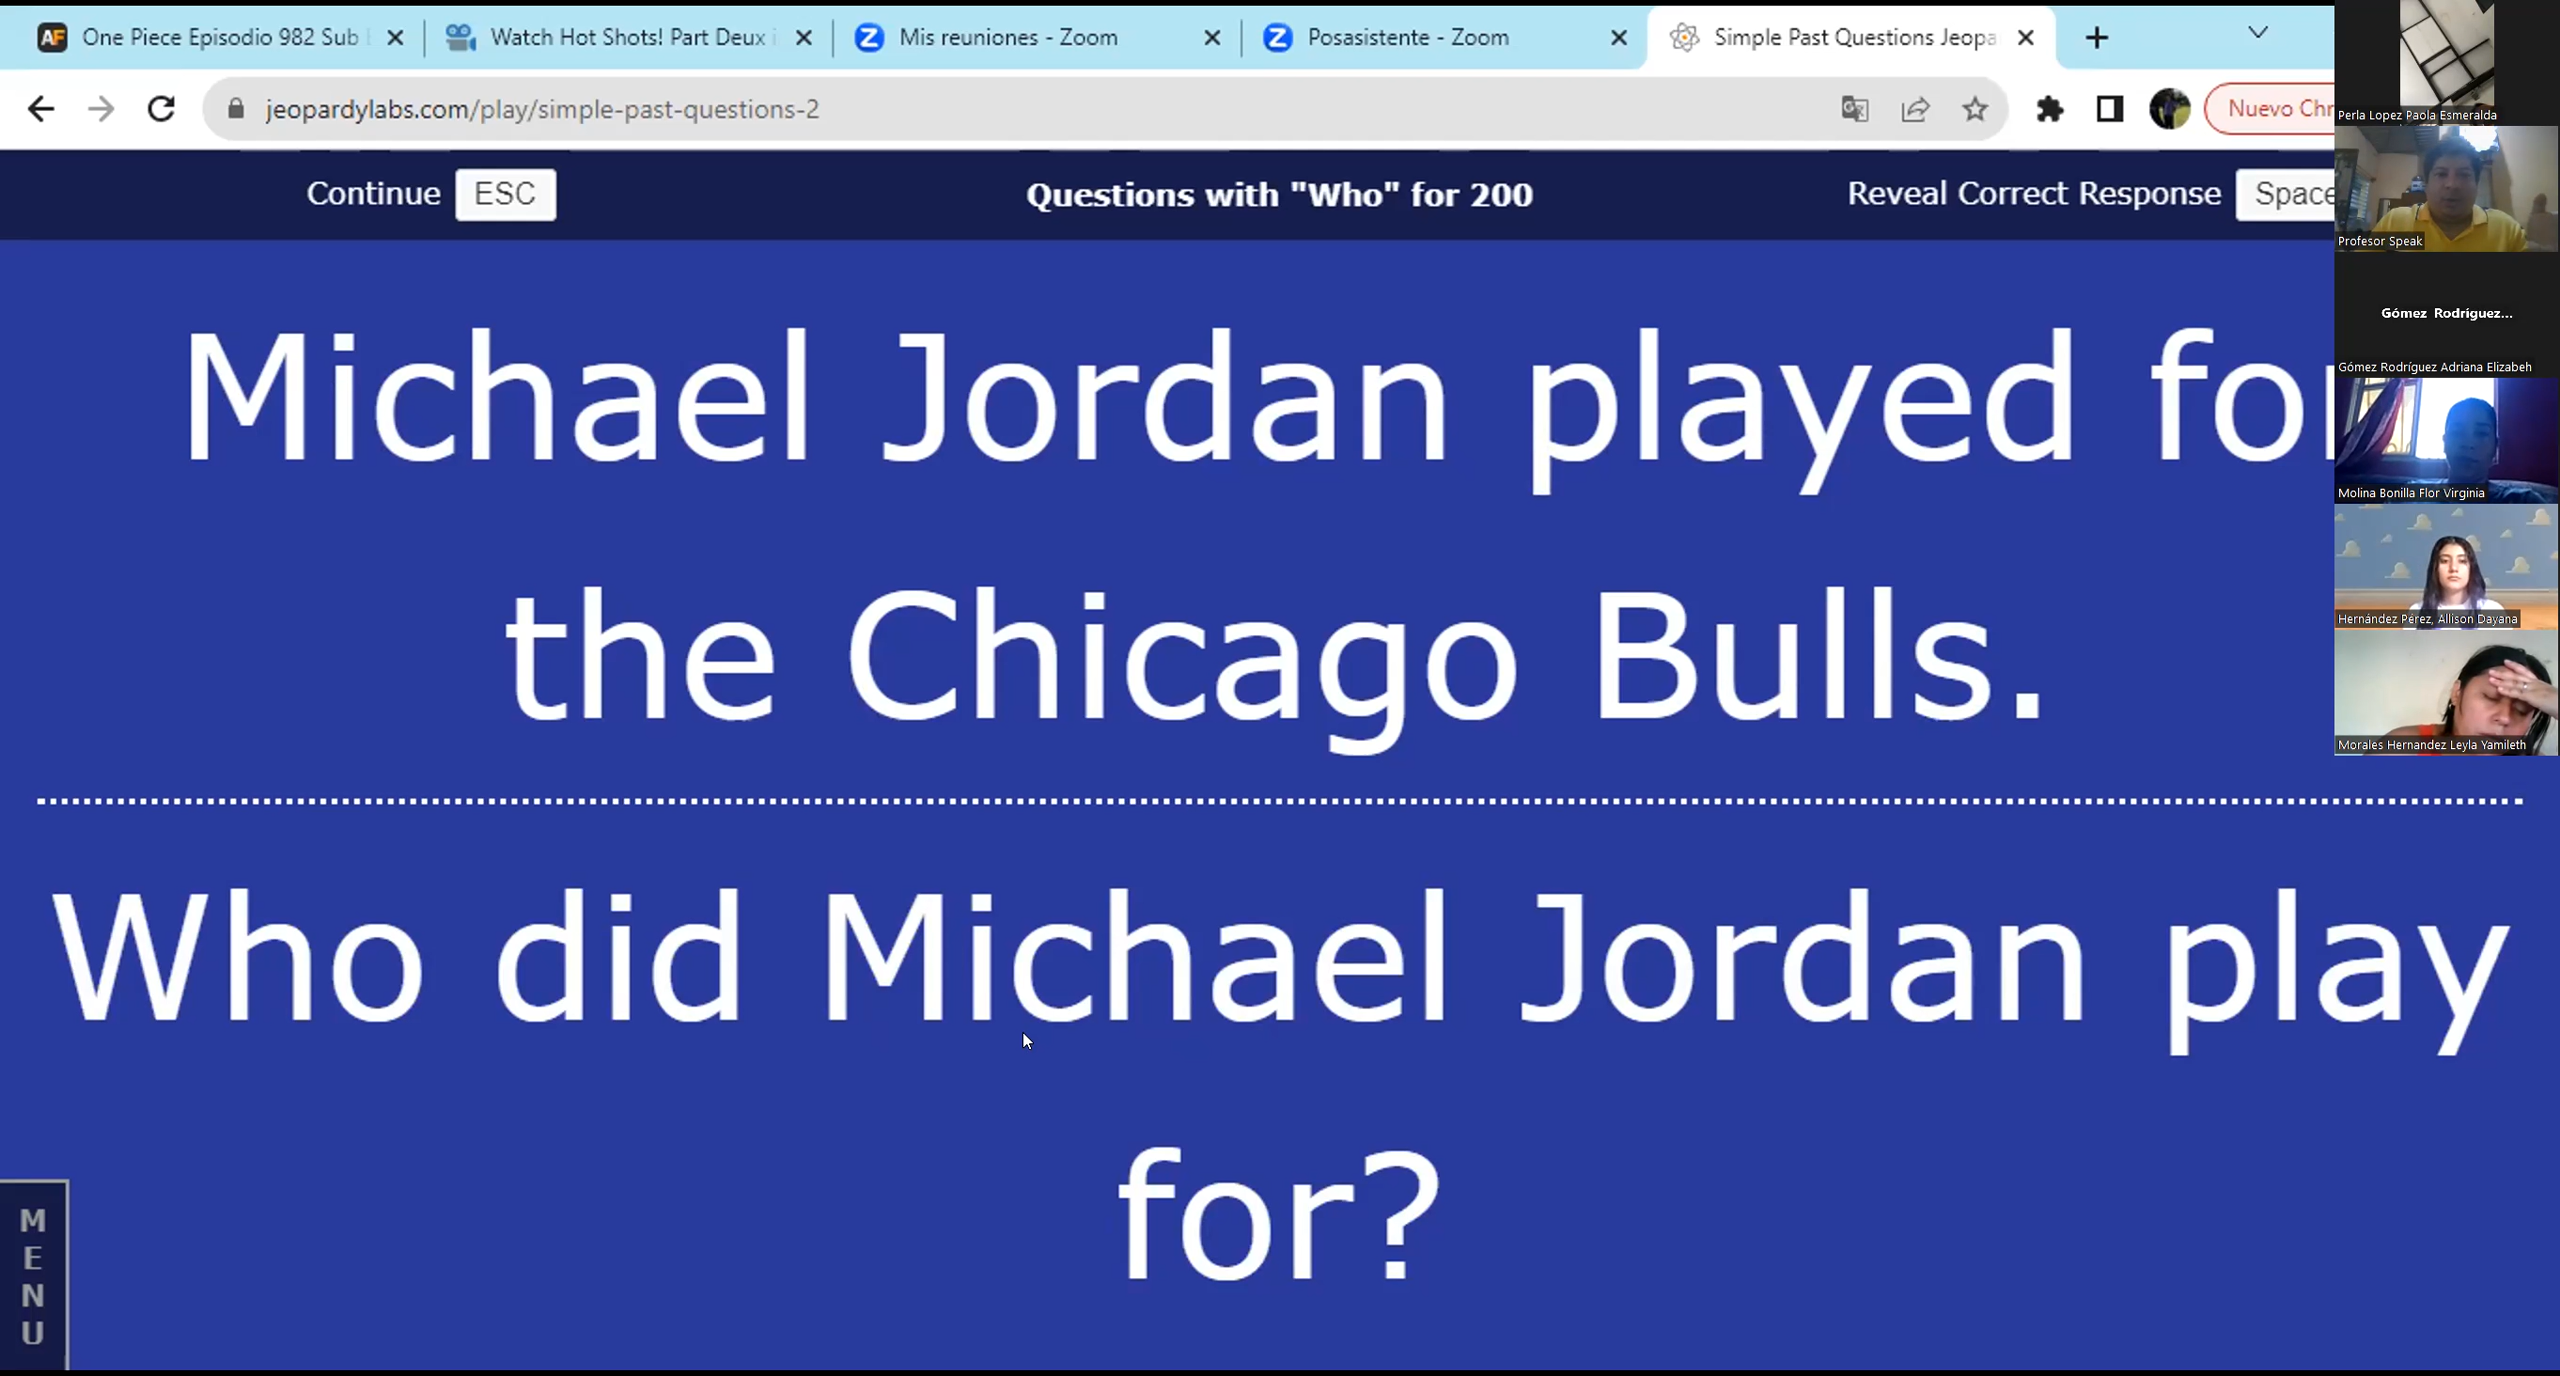 One Piece Episodio 982 Sub
Watch Hot Shots! Part Deux i
Mis reuniones - Zoom
Posasistente - Zoom
Simple Past Questions Jeopa
jeopardylabs.com/play/simple-past-questions-2
Nuevo Chr
Continue ESC
Questions with "Who" for 200
Reveal Correct Response Space
Michael Jordan played for
the Chicago Bulls.
Who did Michael Jordan play
for?
M
E
N
U
Perla Lopez Paola Esmeralda
Profesor Speak
Gómez Rodríguez...
Gómez Rodríguez Adriana Elizabeh
Molina Bonilla Flor Virginia
Hernández Pérez, Allison Dayana
Morales Hernandez Leyla Yamileth